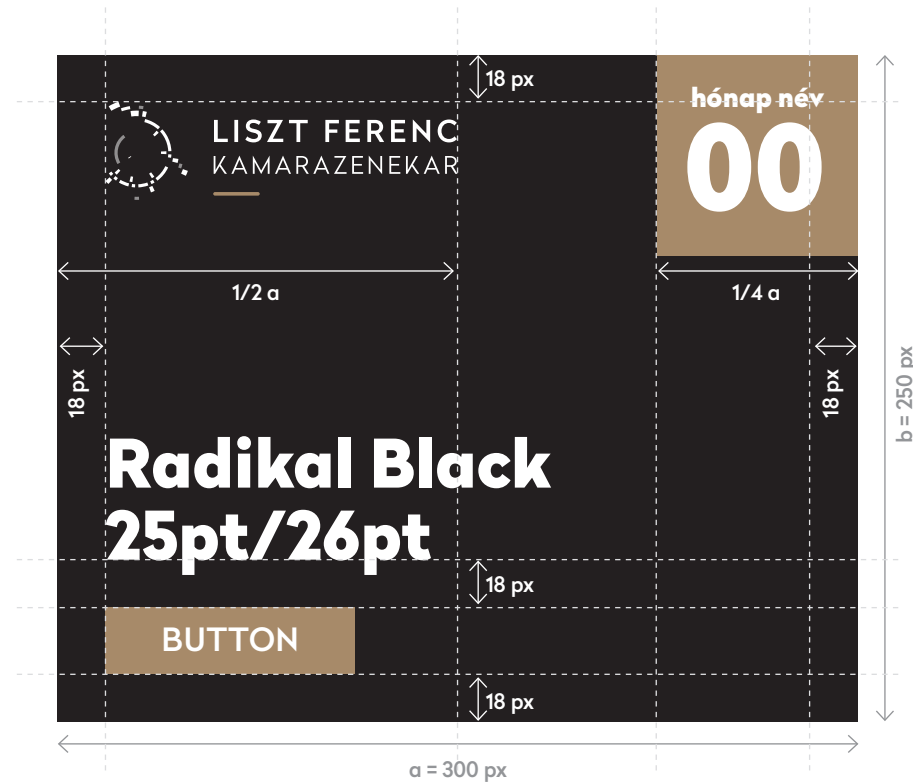 18 px
hónap név
00
LISZT FERENC
KAMARAZENEKAR
1/2 a
1/4 a
18 px
18 px
b = 250 px
Radikal Black
25pt/26pt
18 px
BUTTON
18 px
a = 300 px